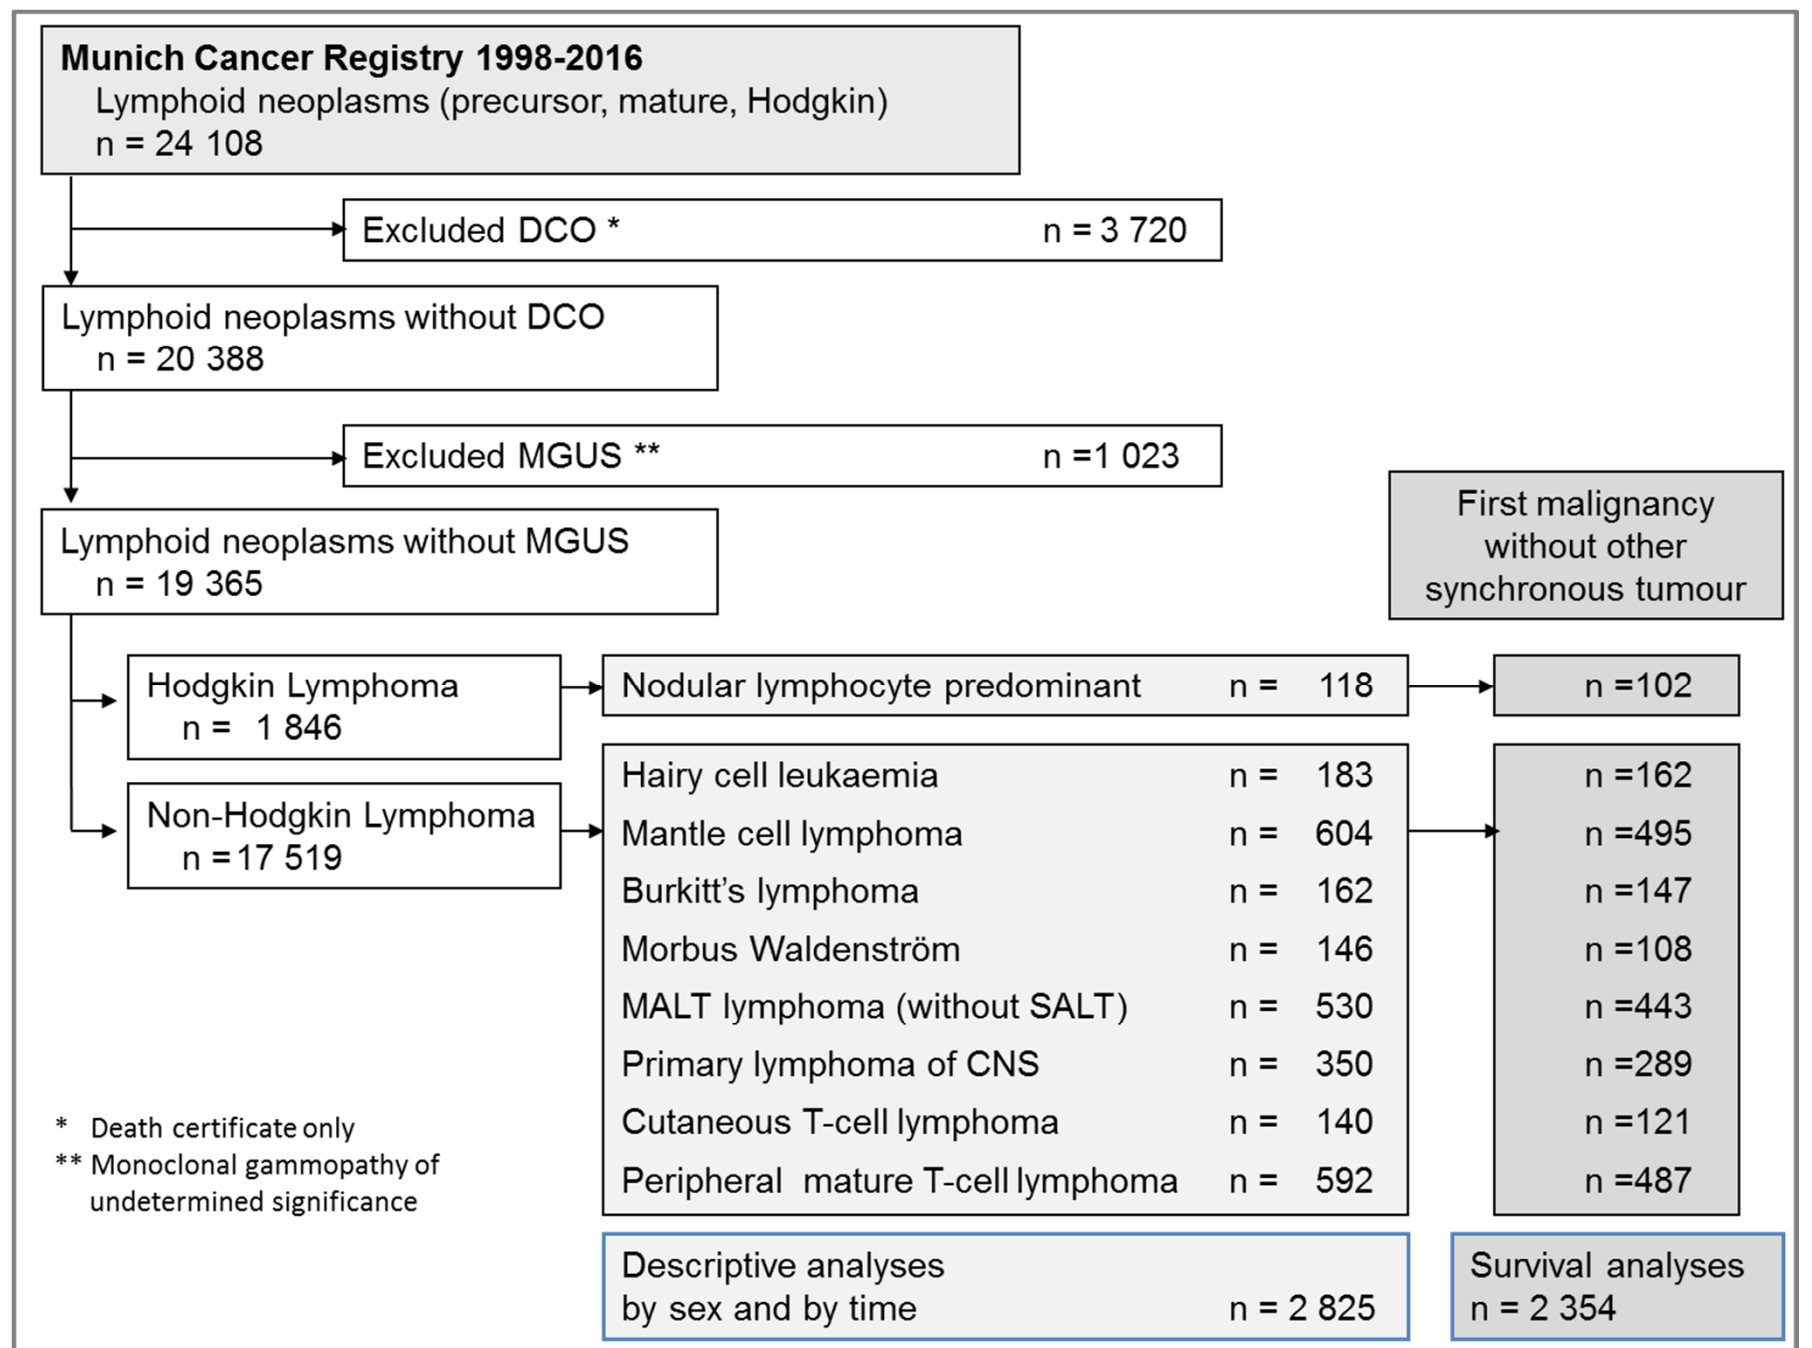 Munich Cancer Registry 1998-2016
Lymphoid neoplasms (precursor, mature, Hodgkin)
n = 24 108
Excluded DCO * n = 3 720
Lymphoid neoplasms without DCO
n = 20 388
Excluded MGUS ** n =1 023
Lymphoid neoplasms without MGUS
n = 19 365
First malignancy
without other
synchronous tumour
Hodgkin Lymphoma
n = 1 846
Nodular lymphocyte predominant n = 118 n =102
Non-Hodgkin Lymphoma
n =17 519
Hairy cell leukaemia n = 183 n =162
Mantle cell lymphoma n = 604 n =495
Burkitt's lymphoma n = 162 n =147
Morbus Waldenström n = 146 n =108
MALT lymphoma (without SALT) n = 530 n =443
Primary lymphoma of CNS n = 350 n =289
Cutaneous T-cell lymphoma n = 140 n =121
Peripheral mature T-cell lymphoma n = 592 n =487
* Death certificate only
** Monoclonal gammopathy of
undetermined significance
Descriptive analyses
by sex and by time n = 2 825
Survival analyses
n = 2 354